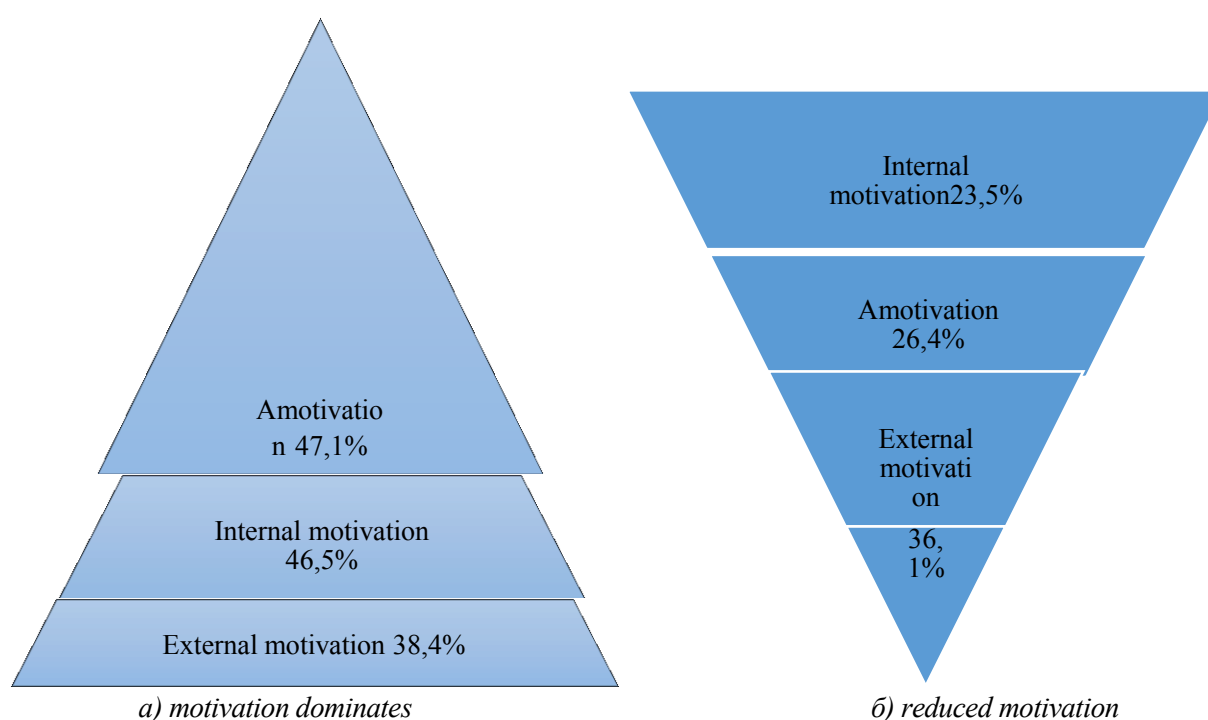 Amotivatio
n 47,1%
Internal motivation
46,5%
External motivation 38,4%
a) motivation dominates
Internal
motivation23,5%
Amotivation
26,4%
External
motivati
on
36,
1%
б) reduced motivation